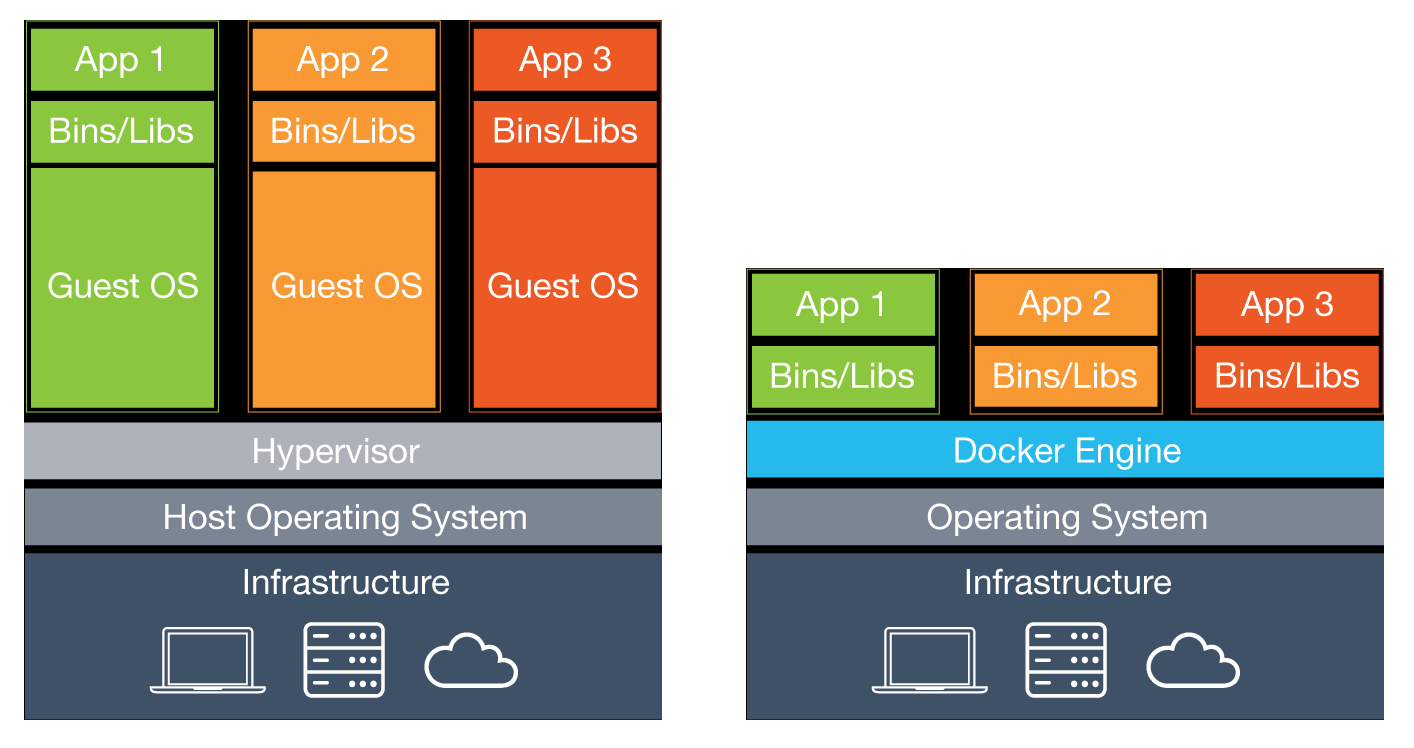 App 1
App 2
App 3
Bins/Libs
Bins/Libs
Bins/Libs
Guest OS
Guest OS
Guest OS
Hypervisor
Host Operating System
Infrastructure
App 1
App 2
App 3
Bins/Libs
Bins/Libs
Bins/Libs
Docker Engine
Operating System
Infrastructure